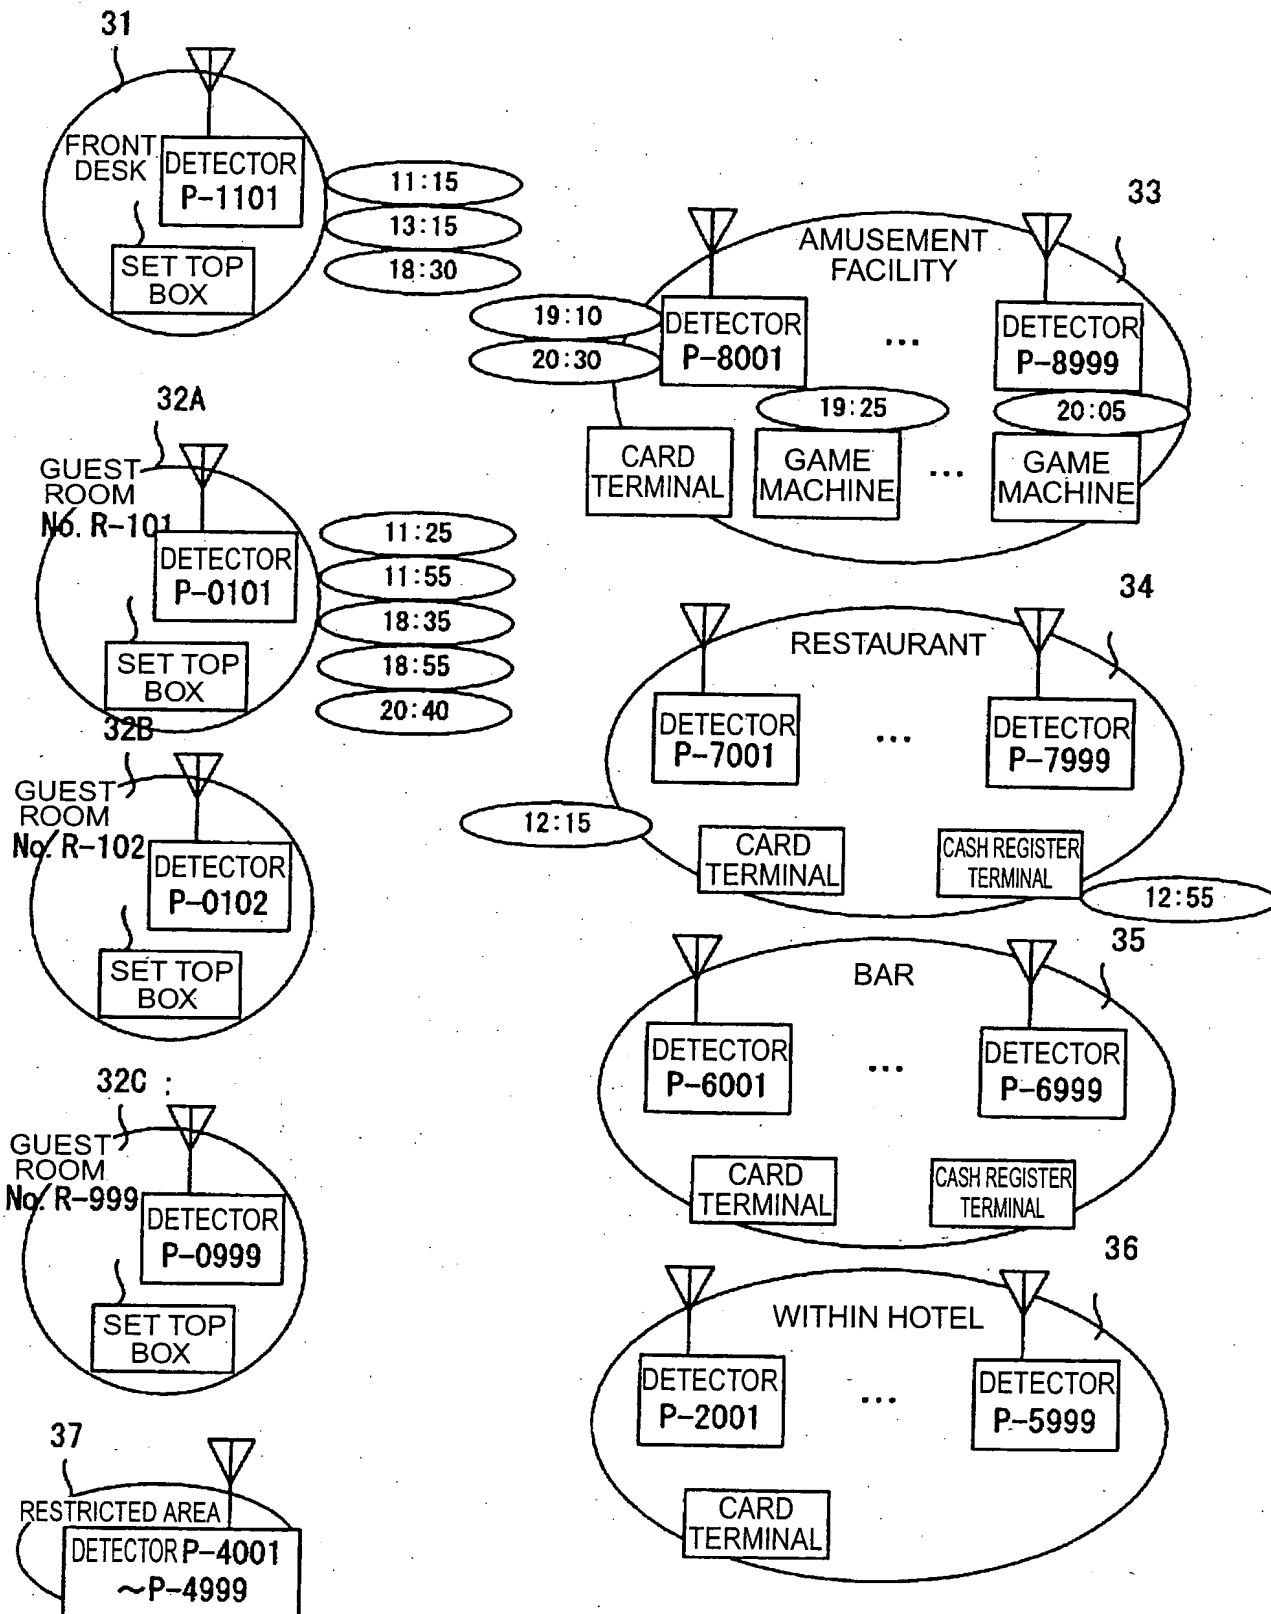 31
FRONT
DESK
DETECTOR
P-1101
SET TOP
BOX
11:15
13:15
18:30
32A
GUEST
ROOM
No. R-101
DETECTOR
P-0101
SET TOP
BOX
11:25
11:55
18:35
18:55
20:40
32B
GUEST
ROOM
No. R-102
DETECTOR
P-0102
SET TOP
BOX
32C :
GUEST
ROOM
No. R-999
DETECTOR
P-0999
SET TOP
BOX
37
RESTRICTED AREA
DETECTOR P-4001
~P-4999
33
AMUSEMENT
FACILITY
19:10
20:30
DETECTOR
P-8001
...
DETECTOR
P-8999
19:25
20:05
CARD
TERMINAL
GAME
MACHINE
...
GAME
MACHINE
34
RESTAURANT
DETECTOR
P-7001
...
DETECTOR
P-7999
12:15
CARD
TERMINAL
CASH REGISTER
TERMINAL
12:55
35
BAR
DETECTOR
P-6001
...
DETECTOR
P-6999
CARD
TERMINAL
CASH REGISTER
TERMINAL
36
WITHIN HOTEL
DETECTOR
P-2001
...
DETECTOR
P-5999
CARD
TERMINAL